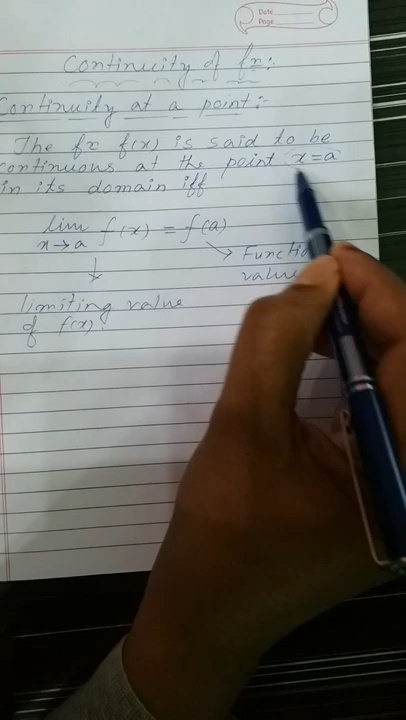 Date
Page
Continuity of fx:
Continuity at a point:-
The fx f(x) is said to be
continuous at the point x=a
in its domain iff
lim f(x) = f(a)
x→a
Functio
value
limiting value
of f(x).